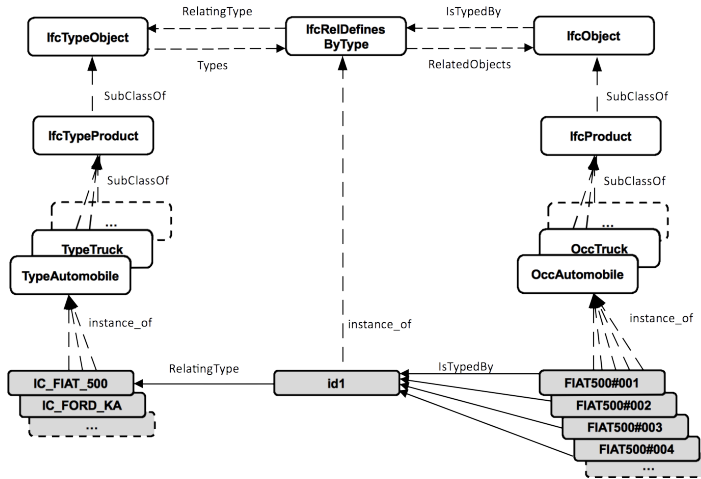 RelatingType
IsTypedBy
IfcTypeObject
IfcRelDefines
ByType
IfcObject
Types
RelatedObjects
SubClassOf
SubClassOf
IfcTypeProduct
IfcProduct
SubClassOf
SubClassOf
...
...
TypeTruck
OccTruck
TypeAutomobile
OccAutomobile
instance_of
instance_of
instance_of
RelatingType
IsTypedBy
IC_FIAT_500
id1
FIAT500#001
IC_FORD_KA
FIAT500#002
...
FIAT500#003
FIAT500#004
...